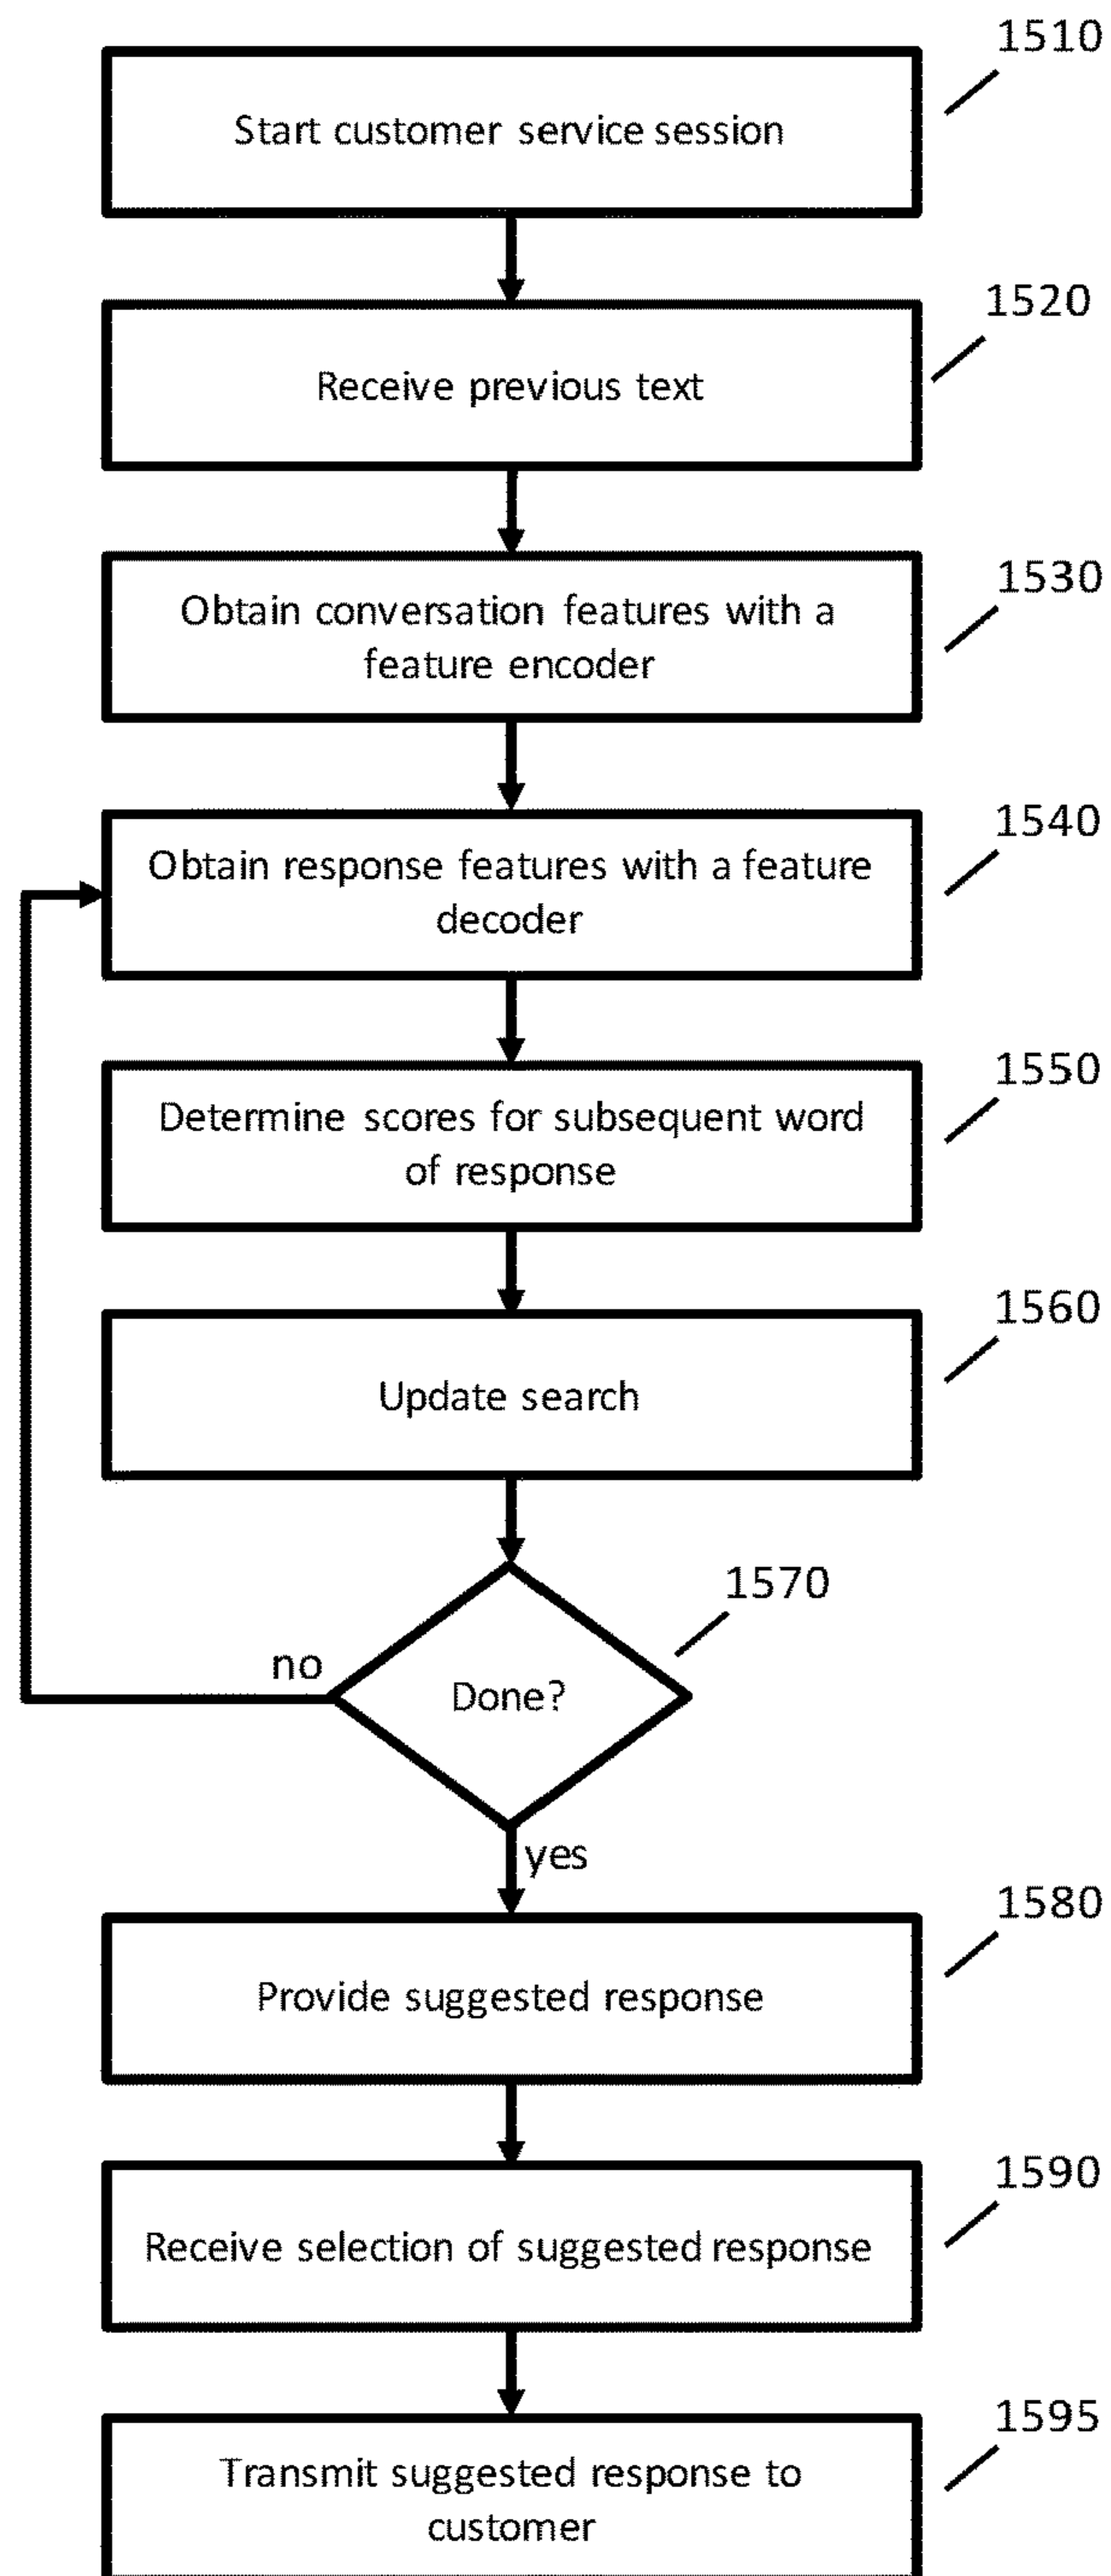 1510
Start customer service session
1520
Receive previous text
1530
Obtain conversation features with a
feature encoder
1540
Obtain response features with a feature
decoder
1550
Determine scores for subsequent word
of response
1560
Update search
1570
no
Done?
yes
1580
Provide suggested response
1590
Receive selection of suggested response
1595
Transmit suggested response to
customer